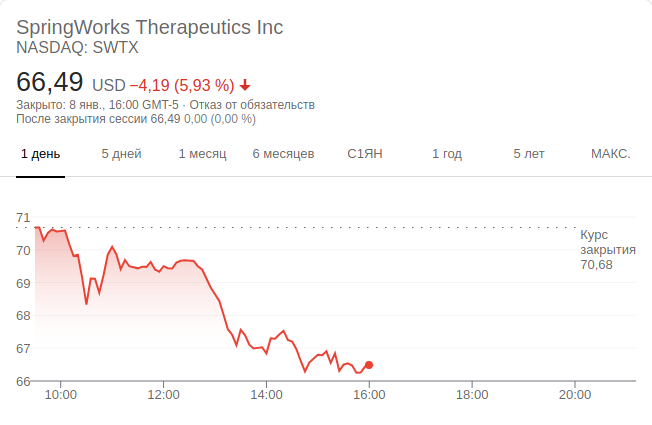 SpringWorks Therapeutics Inc
NASDAQ: SWTX
66,49 USD −4,19 (5,93 %)
Закрыто: 8 янв., 16:00 GMT-5 · Отказ от обязательств
После закрытия сессии 66,49 0,00 (0,00 %)
1 день 5 дней 1 месяц 6 месяцев С1ЯН 1 год 5 лет МАКС.
71
Курс
закрытия
70,68
70
69
68
67
66
10:00 12:00 14:00 16:00 18:00 20:00